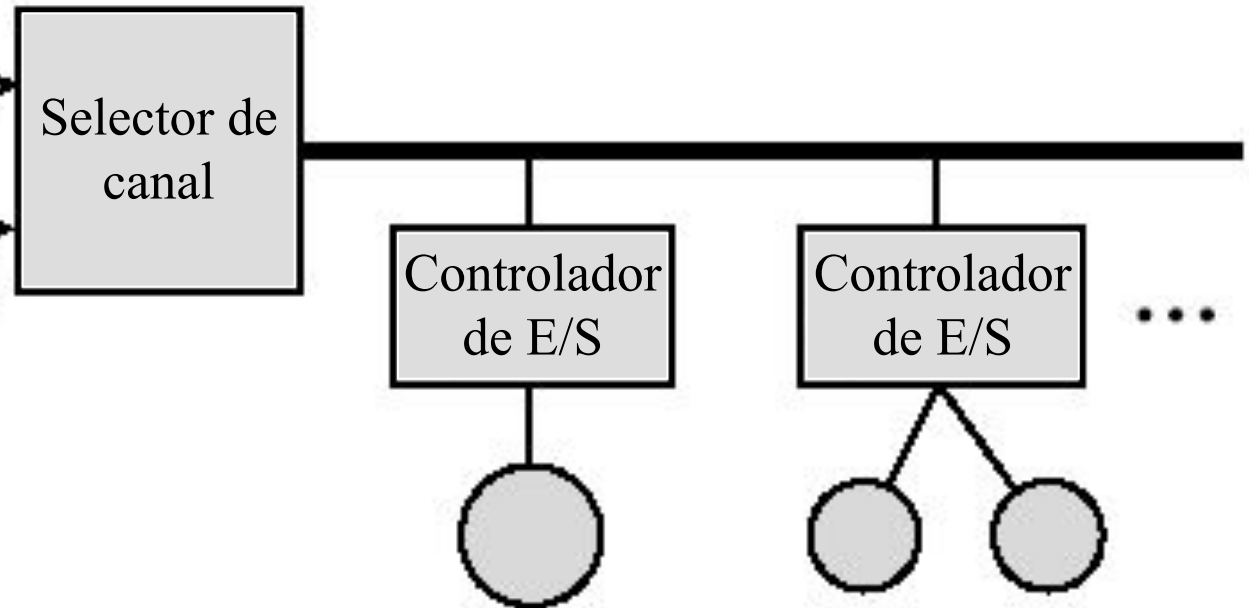 Selector de
canal
Controlador
de E/S
Controlador
de E/S
...